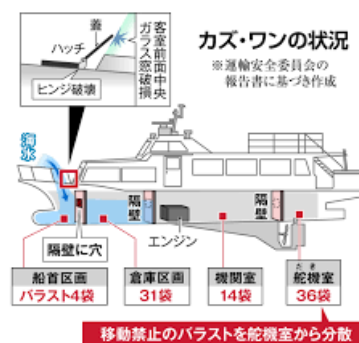 カズ・ワンの状況
※運輸安全委員会の
報告書に基づき作成
蓋
ハッチ
ヒンジ破壊
客室前面中央
ガラス窓破損
海水
隔壁
隔壁
隔壁に穴
エンジン
船首区画
バラスト4袋
倉庫区画
31袋
機関室
14袋
だ き
舵機室
36袋
移動禁止のバラストを舵機室から分散